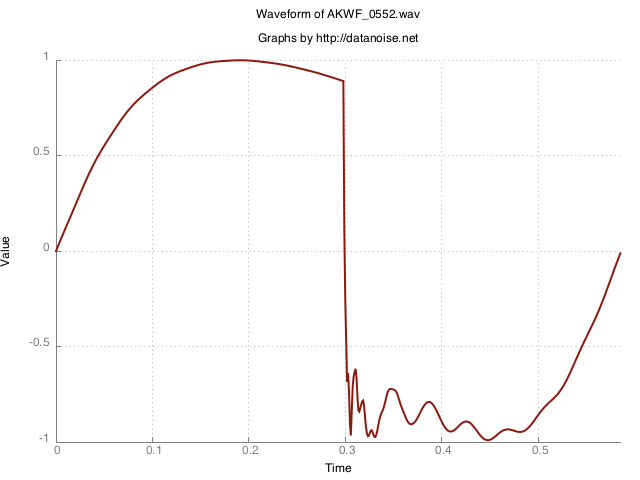 Waveform of AKWF_0552.wav
Graphs by http://datanoise.net
1
0.5
0
-0.5
-1
Value
0 0.1 0.2 0.3 0.4 0.5
Time